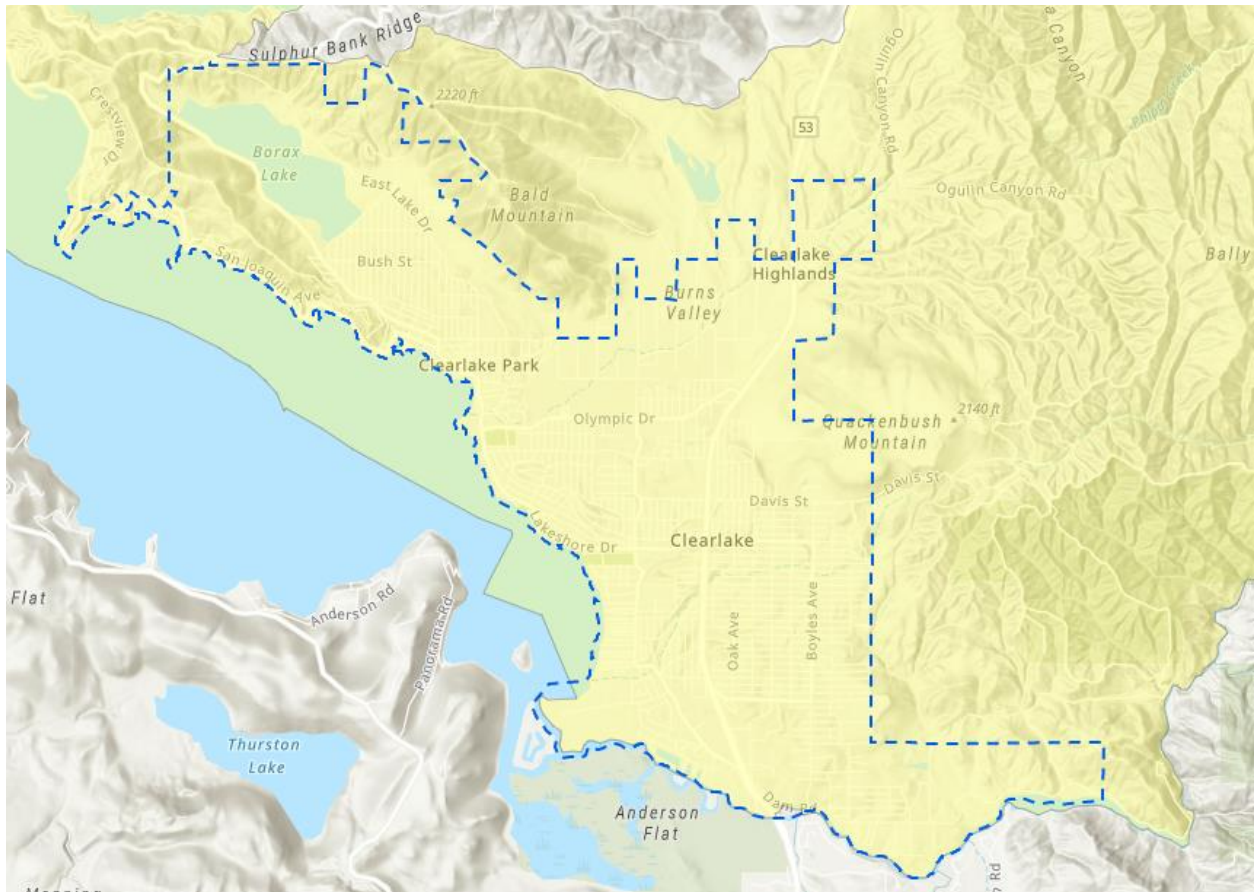 Sulphur Bank Ridge
Ogulin
Canyon Rd
a Canyon
Phipps Creek
Crestview Dr
2220 ft
53
Borax
Lake
East Lake Dr
Bald
Mountain
Ogulin Canyon Rd
San Joaquin Ave
Bush St
Clearlake
Highlands
Bally
Burns
Valley
Clearlake Park
Olympic Dr
2140 ft
Quackenbush
Mountain
Davis St
Davis St
Lakeshore Dr
Clearlake
Flat
Anderson Rd
Panorama Rd
Oak Ave
Boyles Ave
Thurston
Lake
Dam Rd
Anderson
Flat
Rd